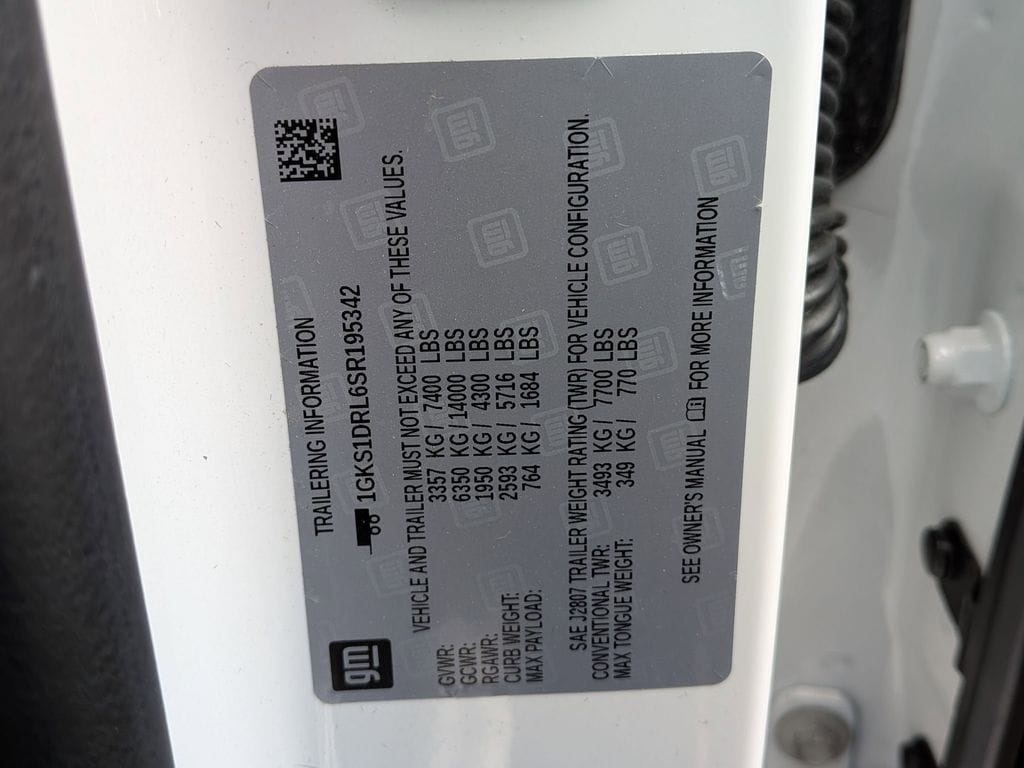 TRAILERING INFORMATION
1GKS1DRL6SR195342
gm
VEHICLE AND TRAILER MUST NOT EXCEED ANY OF THESE VALUES.
GVWR: 3357 KG / 7400 LBS
GCWR: 6350 KG / 14000 LBS
RGAWR: 1950 KG / 4300 LBS
CURB WEIGHT: 2593 KG / 5716 LBS
MAX PAYLOAD: 764 KG / 1684 LBS
SAE J2807 TRAILER WEIGHT RATING (TWR) FOR VEHICLE CONFIGURATION.
CONVENTIONAL TWR: 3493 KG / 7700 LBS
MAX TONGUE WEIGHT: 349 KG / 770 LBS
SEE OWNER'S MANUAL FOR MORE INFORMATION